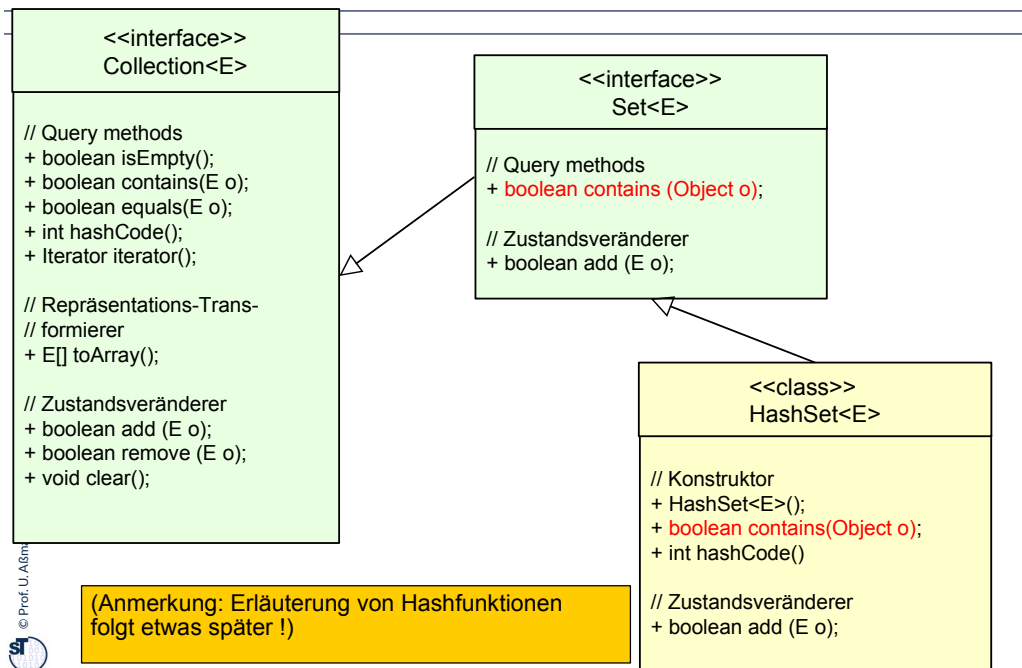 <<interface>>
Collection<E>
// Query methods
+ boolean isEmpty();
+ boolean contains(E o);
+ boolean equals(E o);
+ int hashCode();
+ Iterator iterator();
// Repräsentations-Trans-
// formierer
+ E[] toArray();
// Zustandsveränderer
+ boolean add (E o);
+ boolean remove (E o);
+ void clear();
<<interface>>
Set<E>
// Query methods
+ boolean contains (Object o);
// Zustandsveränderer
+ boolean add (E o);
<<class>>
HashSet<E>
// Konstruktor
+ HashSet<E>();
+ boolean contains(Object o);
+ int hashCode()
// Zustandsveränderer
+ boolean add (E o);
(Anmerkung: Erläuterung von Hashfunktionen
folgt etwas später !)
© Prof. U. Aßm
ST